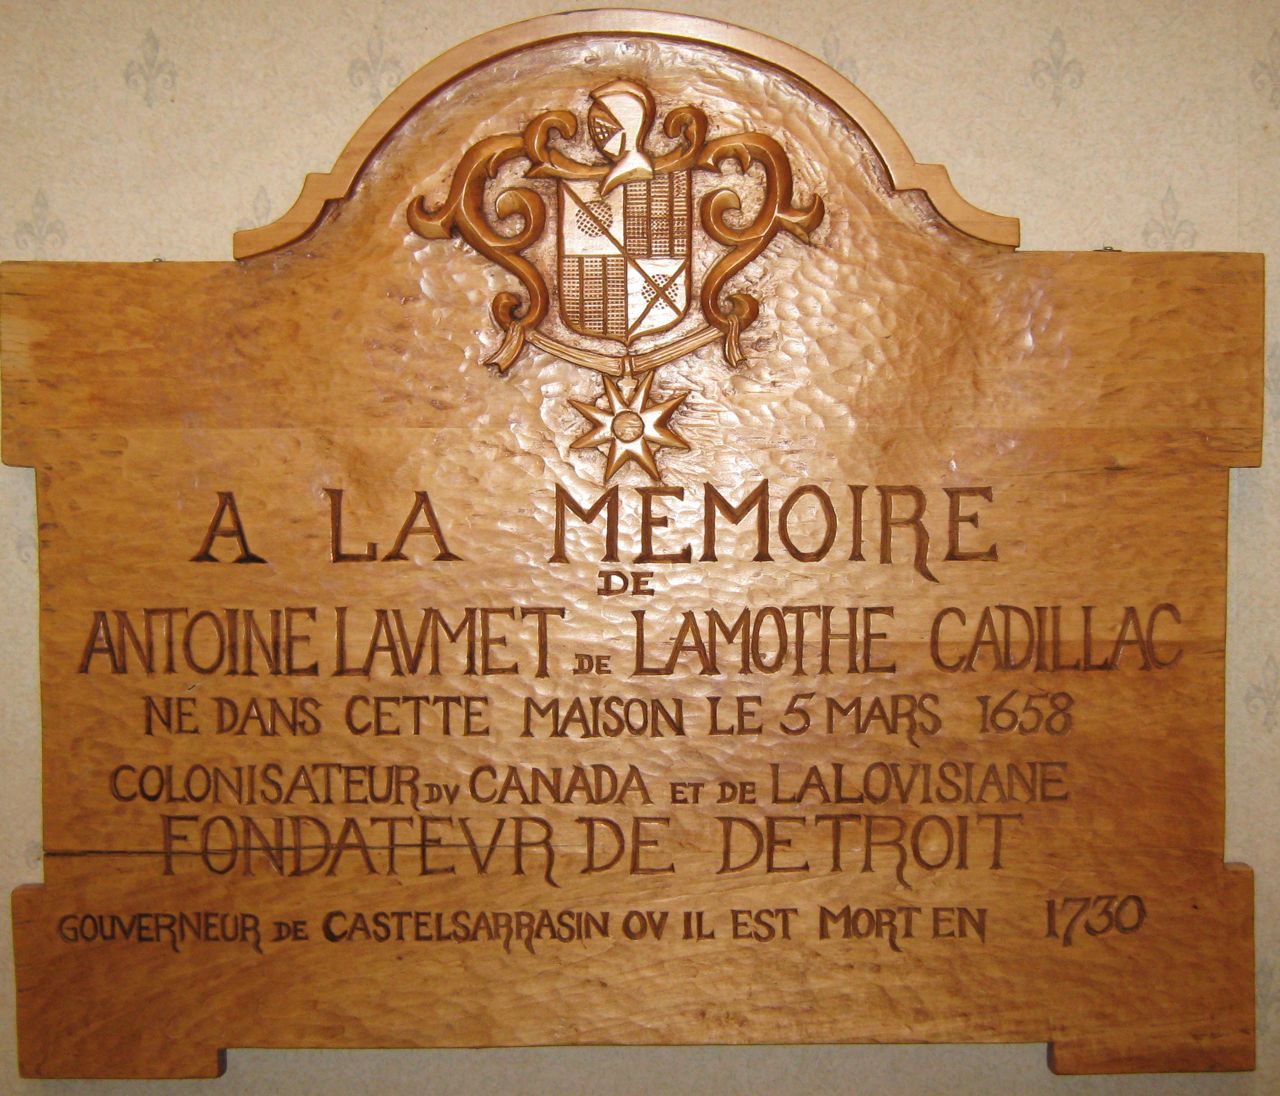 A LA MEMOIRE
DE
ANTOINE LAVMET DE LAMOTHE CADILLAC
NE DANS CETTE MAISON LE 5 MARS 1658
COLONISATEUR DV CANADA ET DE LALOVISIANE
FONDATEVR DE DETROIT
GOUVERNEUR DE CASTELSARRASIN OV IL EST MORT EN 1730